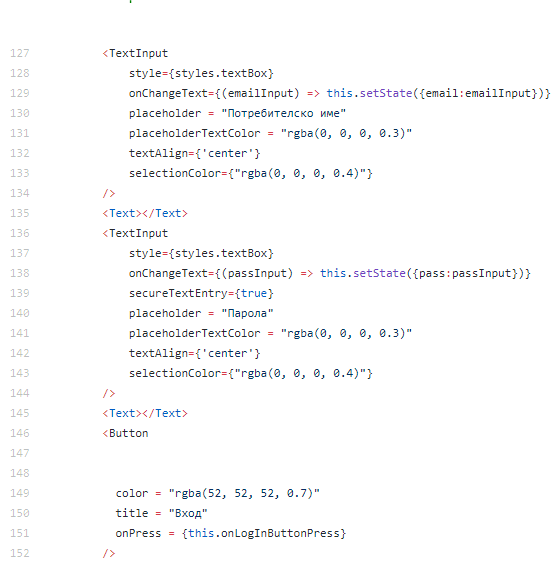 127 <TextInput
128 style={styles.textBox}
129 onChangeText={(emailInput) => this.setState({email:emailInput})}
130 placeholder = "Потребителско име"
131 placeholderTextColor = "rgba(0, 0, 0, 0.3)"
132 textAlign={'center'}
133 selectionColor={"rgba(0, 0, 0, 0.4)"}
134 />
135 <Text></Text>
136 <TextInput
137 style={styles.textBox}
138 onChangeText={(passInput) => this.setState({pass:passInput})}
139 secureTextEntry={true}
140 placeholder = "Парола"
141 placeholderTextColor = "rgba(0, 0, 0, 0.3)"
142 textAlign={'center'}
143 selectionColor={"rgba(0, 0, 0, 0.4)"}
144 />
145 <Text></Text>
146 <Button
147
148
149 color = "rgba(52, 52, 52, 0.7)"
150 title = "Вход"
151 onPress = {this.onLogInButtonPress}
152 />